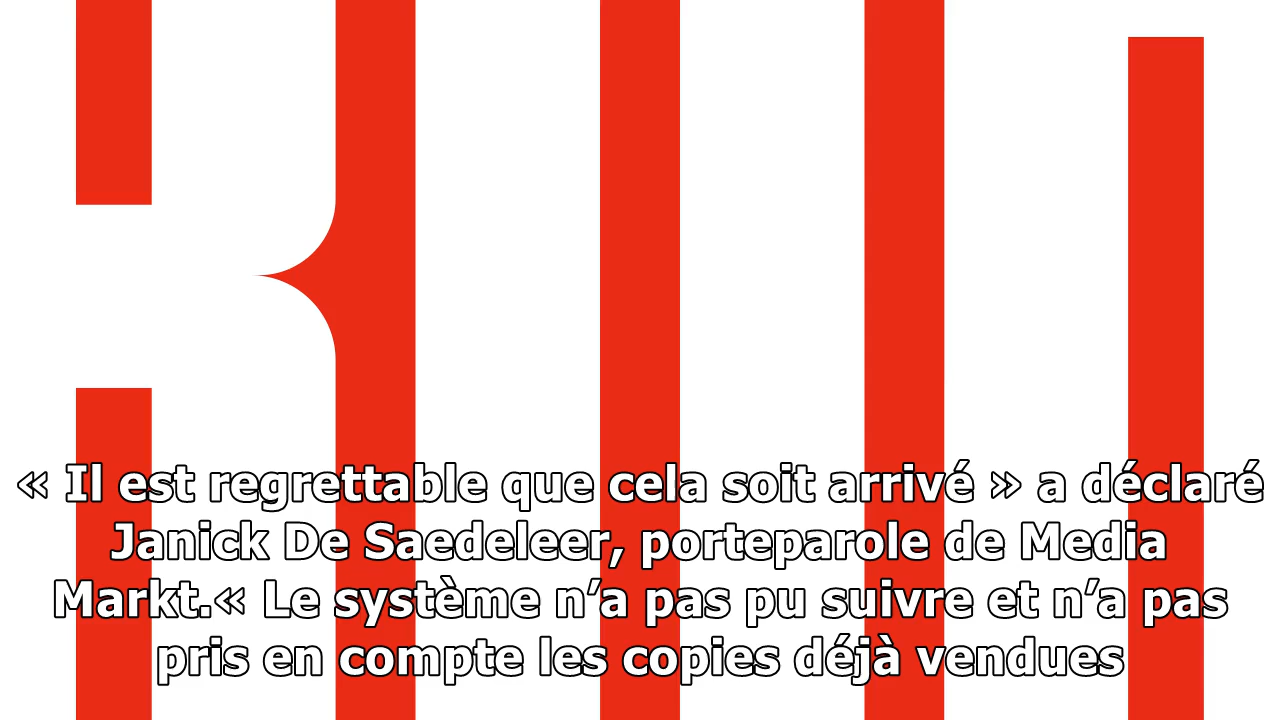 « Il est regrettable que cela soit arrivé » a déclaré
Janick De Saedeleer, porteparole de Media
Markt.« Le système n’a pas pu suivre et n’a pas
pris en compte les copies déjà vendues